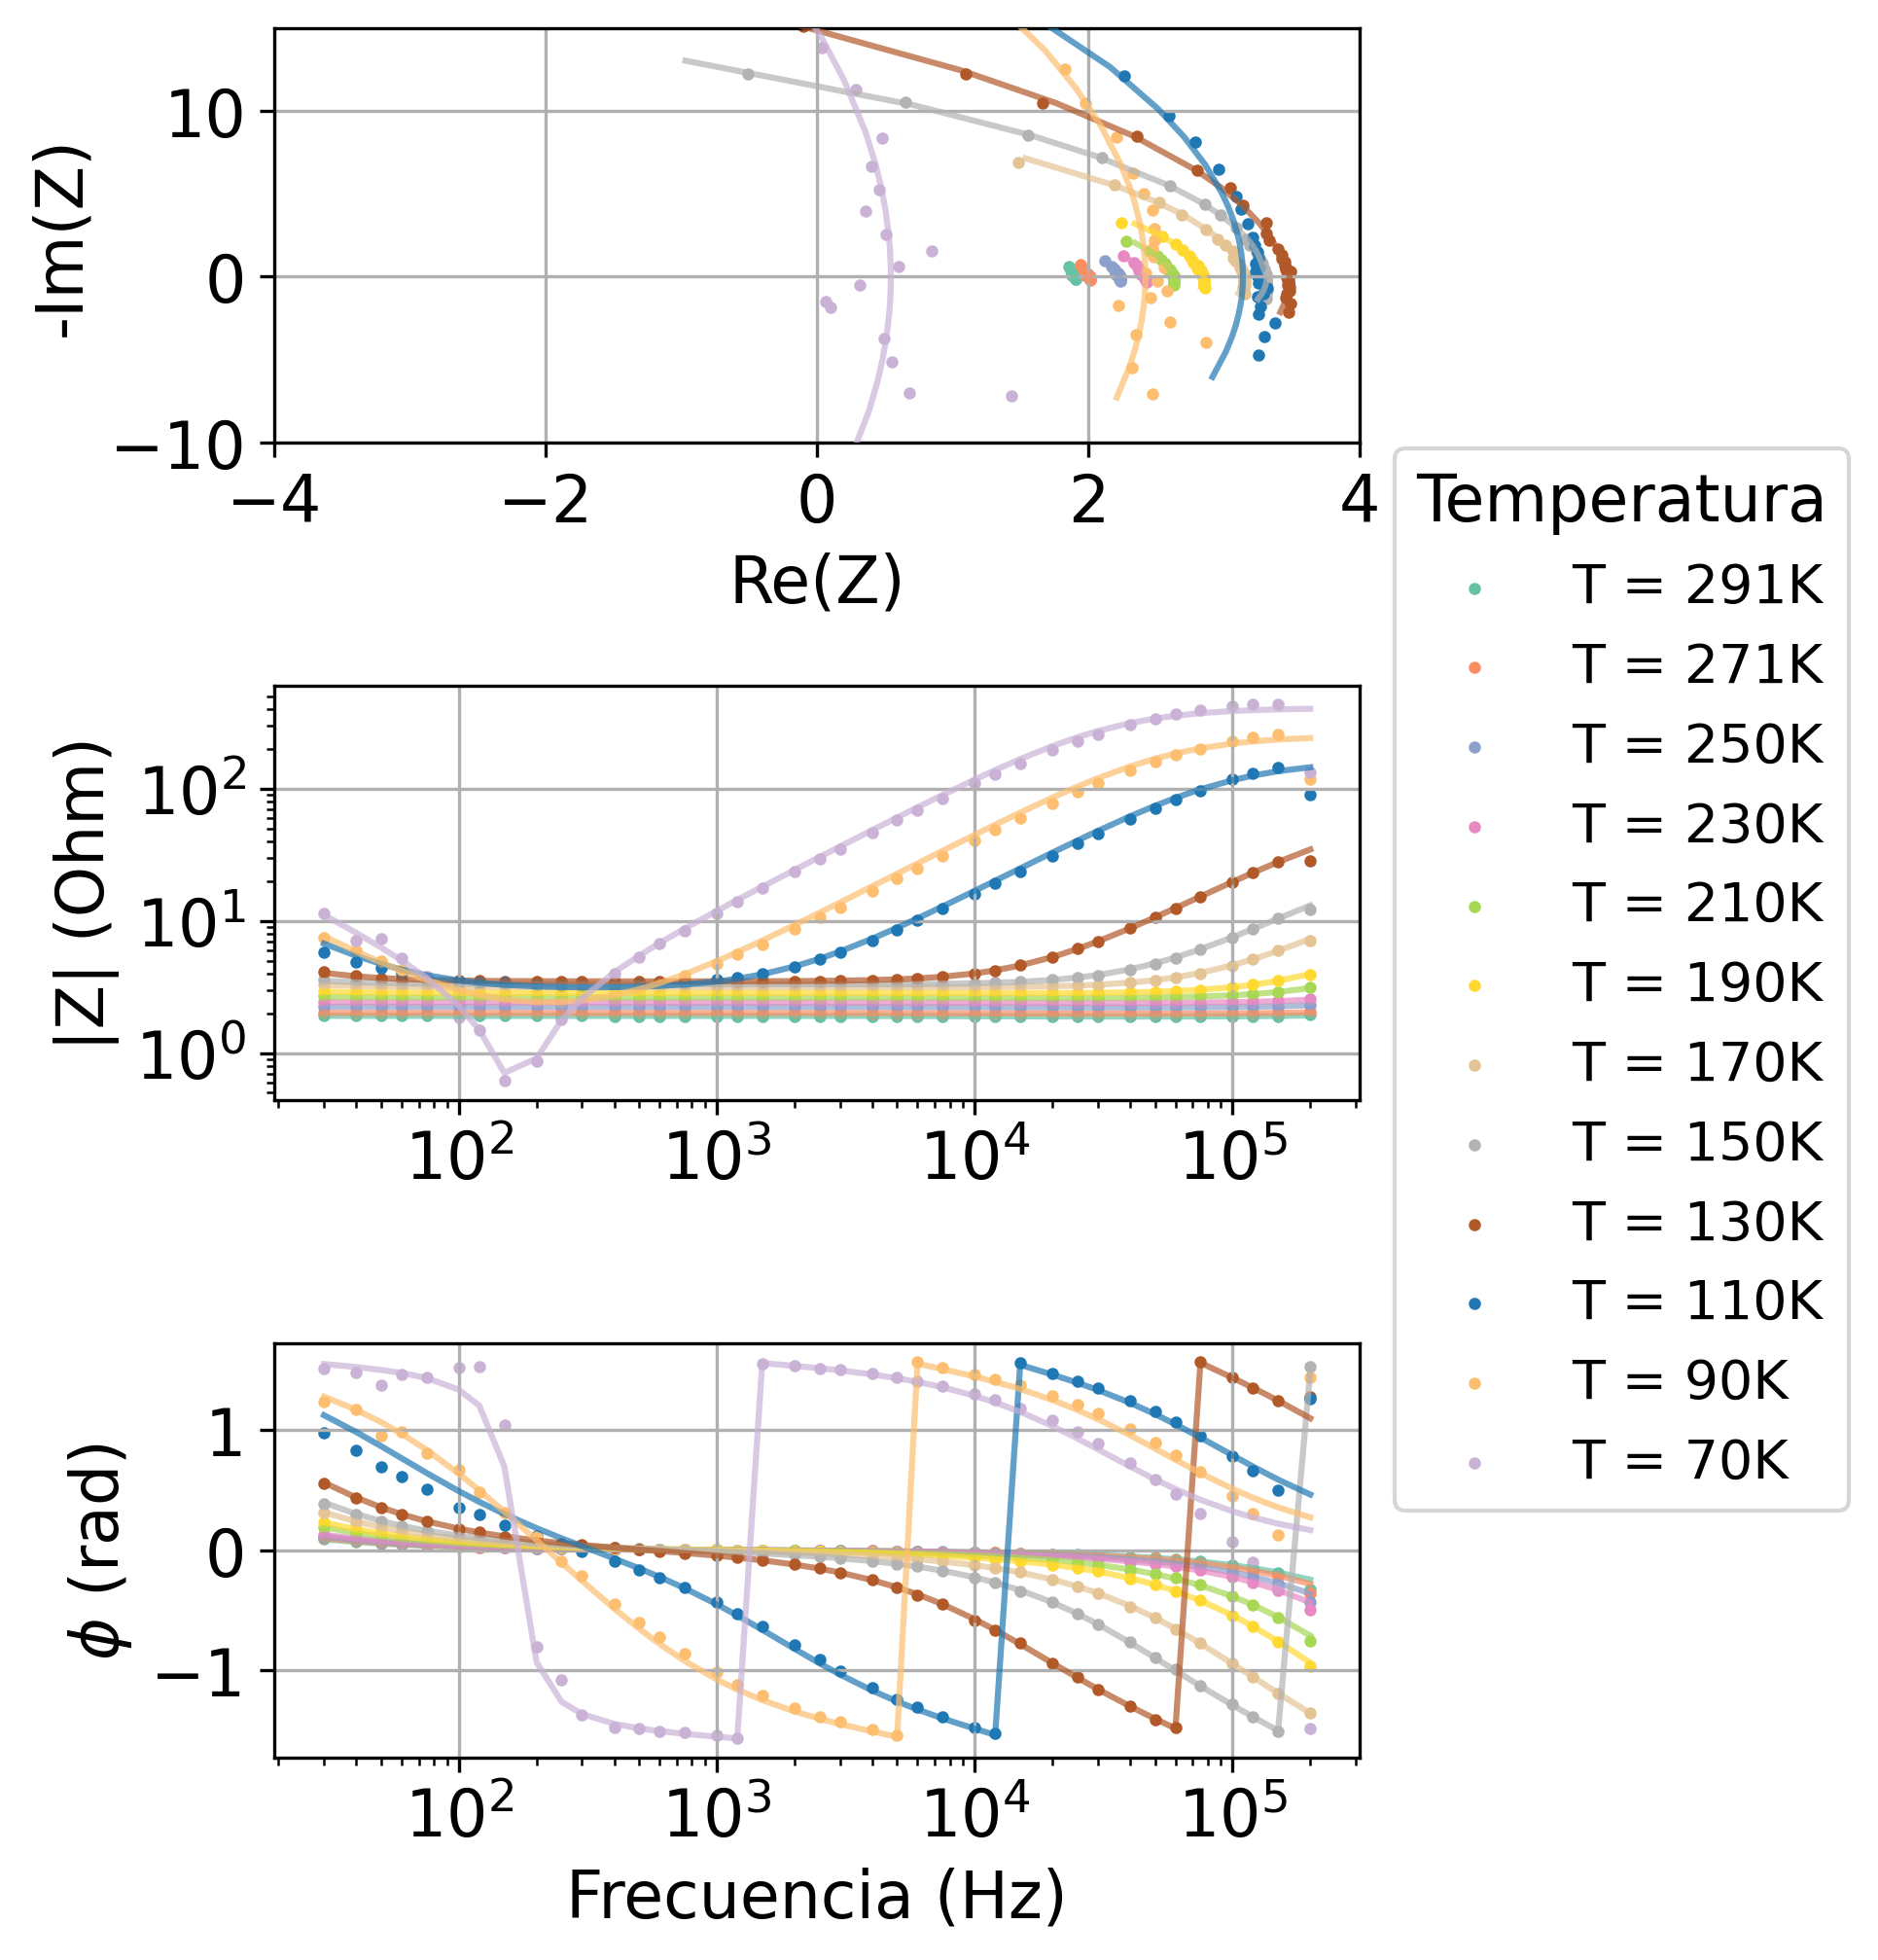 10
0
−10
-Im(Z)
−4 −2 0 2 4
Re(Z)
10²
10¹
10⁰
|Z| (Ohm)
10² 10³ 10⁴ 10⁵
1
0
−1
ϕ (rad)
10² 10³ 10⁴ 10⁵
Frecuencia (Hz)
Temperatura
T = 291K
T = 271K
T = 250K
T = 230K
T = 210K
T = 190K
T = 170K
T = 150K
T = 130K
T = 110K
T = 90K
T = 70K